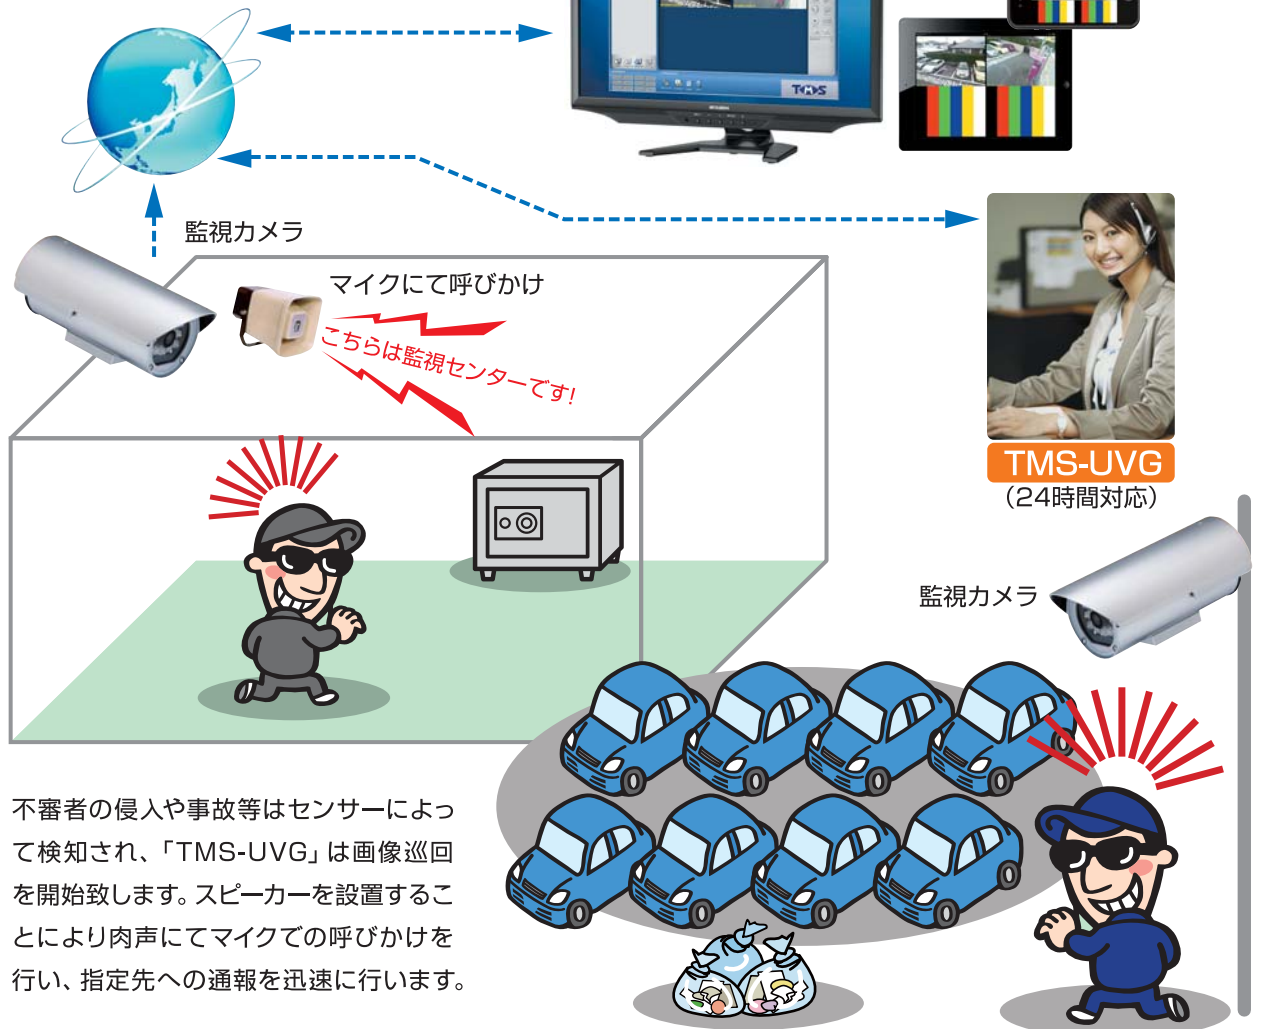 TMS
監視カメラ
マイクにて呼びかけ
こちらは監視センターです!
TMS-UVG
(24時間対応)
監視カメラ
不審者の侵入や事故等はセンサーによっ
て検知され、「TMS-UVG」は画像巡回
を開始致します。スピーカーを設置するこ
とにより肉声にてマイクでの呼びかけを
行い、指定先への通報を迅速に行います。